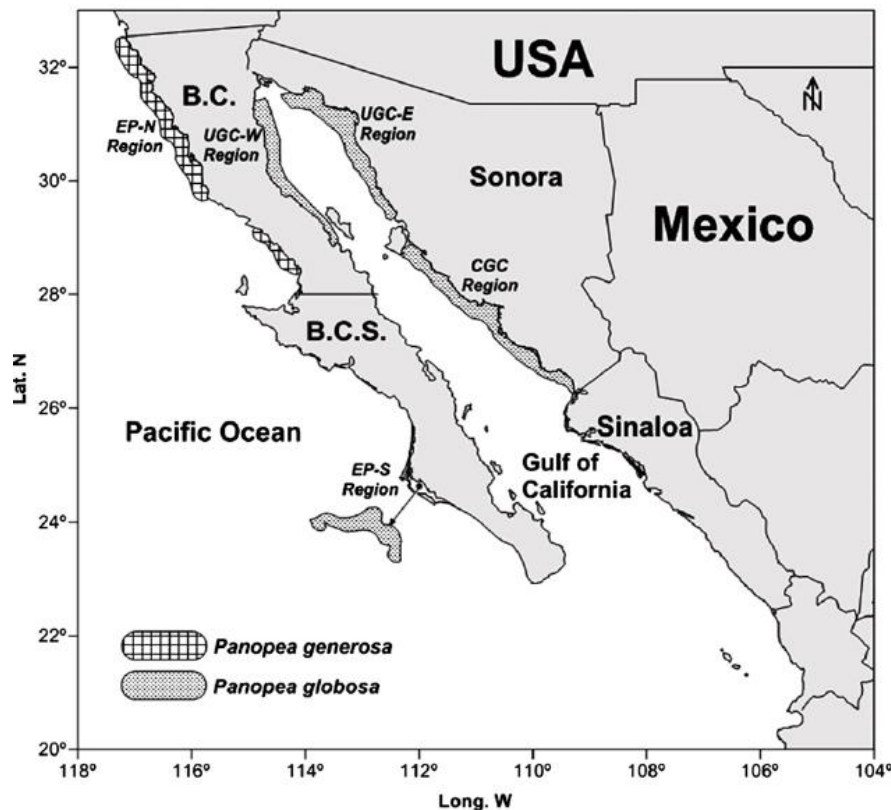 USA
32º
B.C.
N
EP-N
Region
UGC-W
Region
UGC-E
Region
30º
Sonora
Mexico
CGC
Region
28º
B.C.S.
Lat. N
26º
Pacific Ocean
Sinaloa
EP-S
Region
Gulf of
California
24º
22º
Panopea generosa
Panopea globosa
20º
118º 116º 114º 112º 110º 108º 106º 104º
Long. W